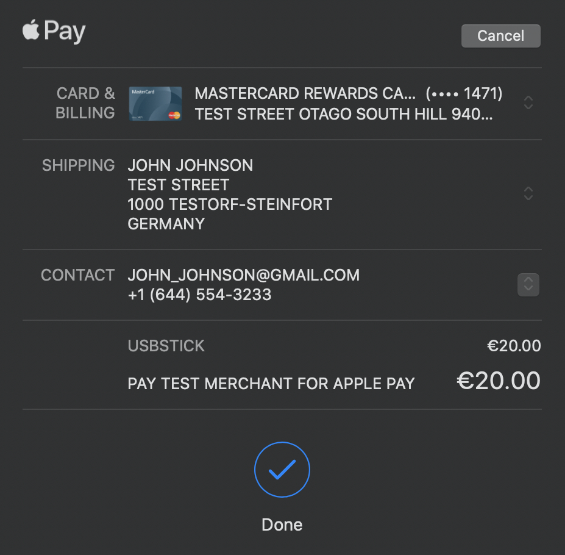 Pay
Cancel
CARD & BILLING
MasterCard
MASTERCARD REWARDS CA... (•••• 1471)
TEST STREET OTAGO SOUTH HILL 940...
SHIPPING
JOHN JOHNSON
TEST STREET
1000 TESTORF-STEINFORT
GERMANY
CONTACT
JOHN_JOHNSON@GMAIL.COM
+1 (644) 554-3233
USBSTICK €20.00
PAY TEST MERCHANT FOR APPLE PAY €20.00
Done